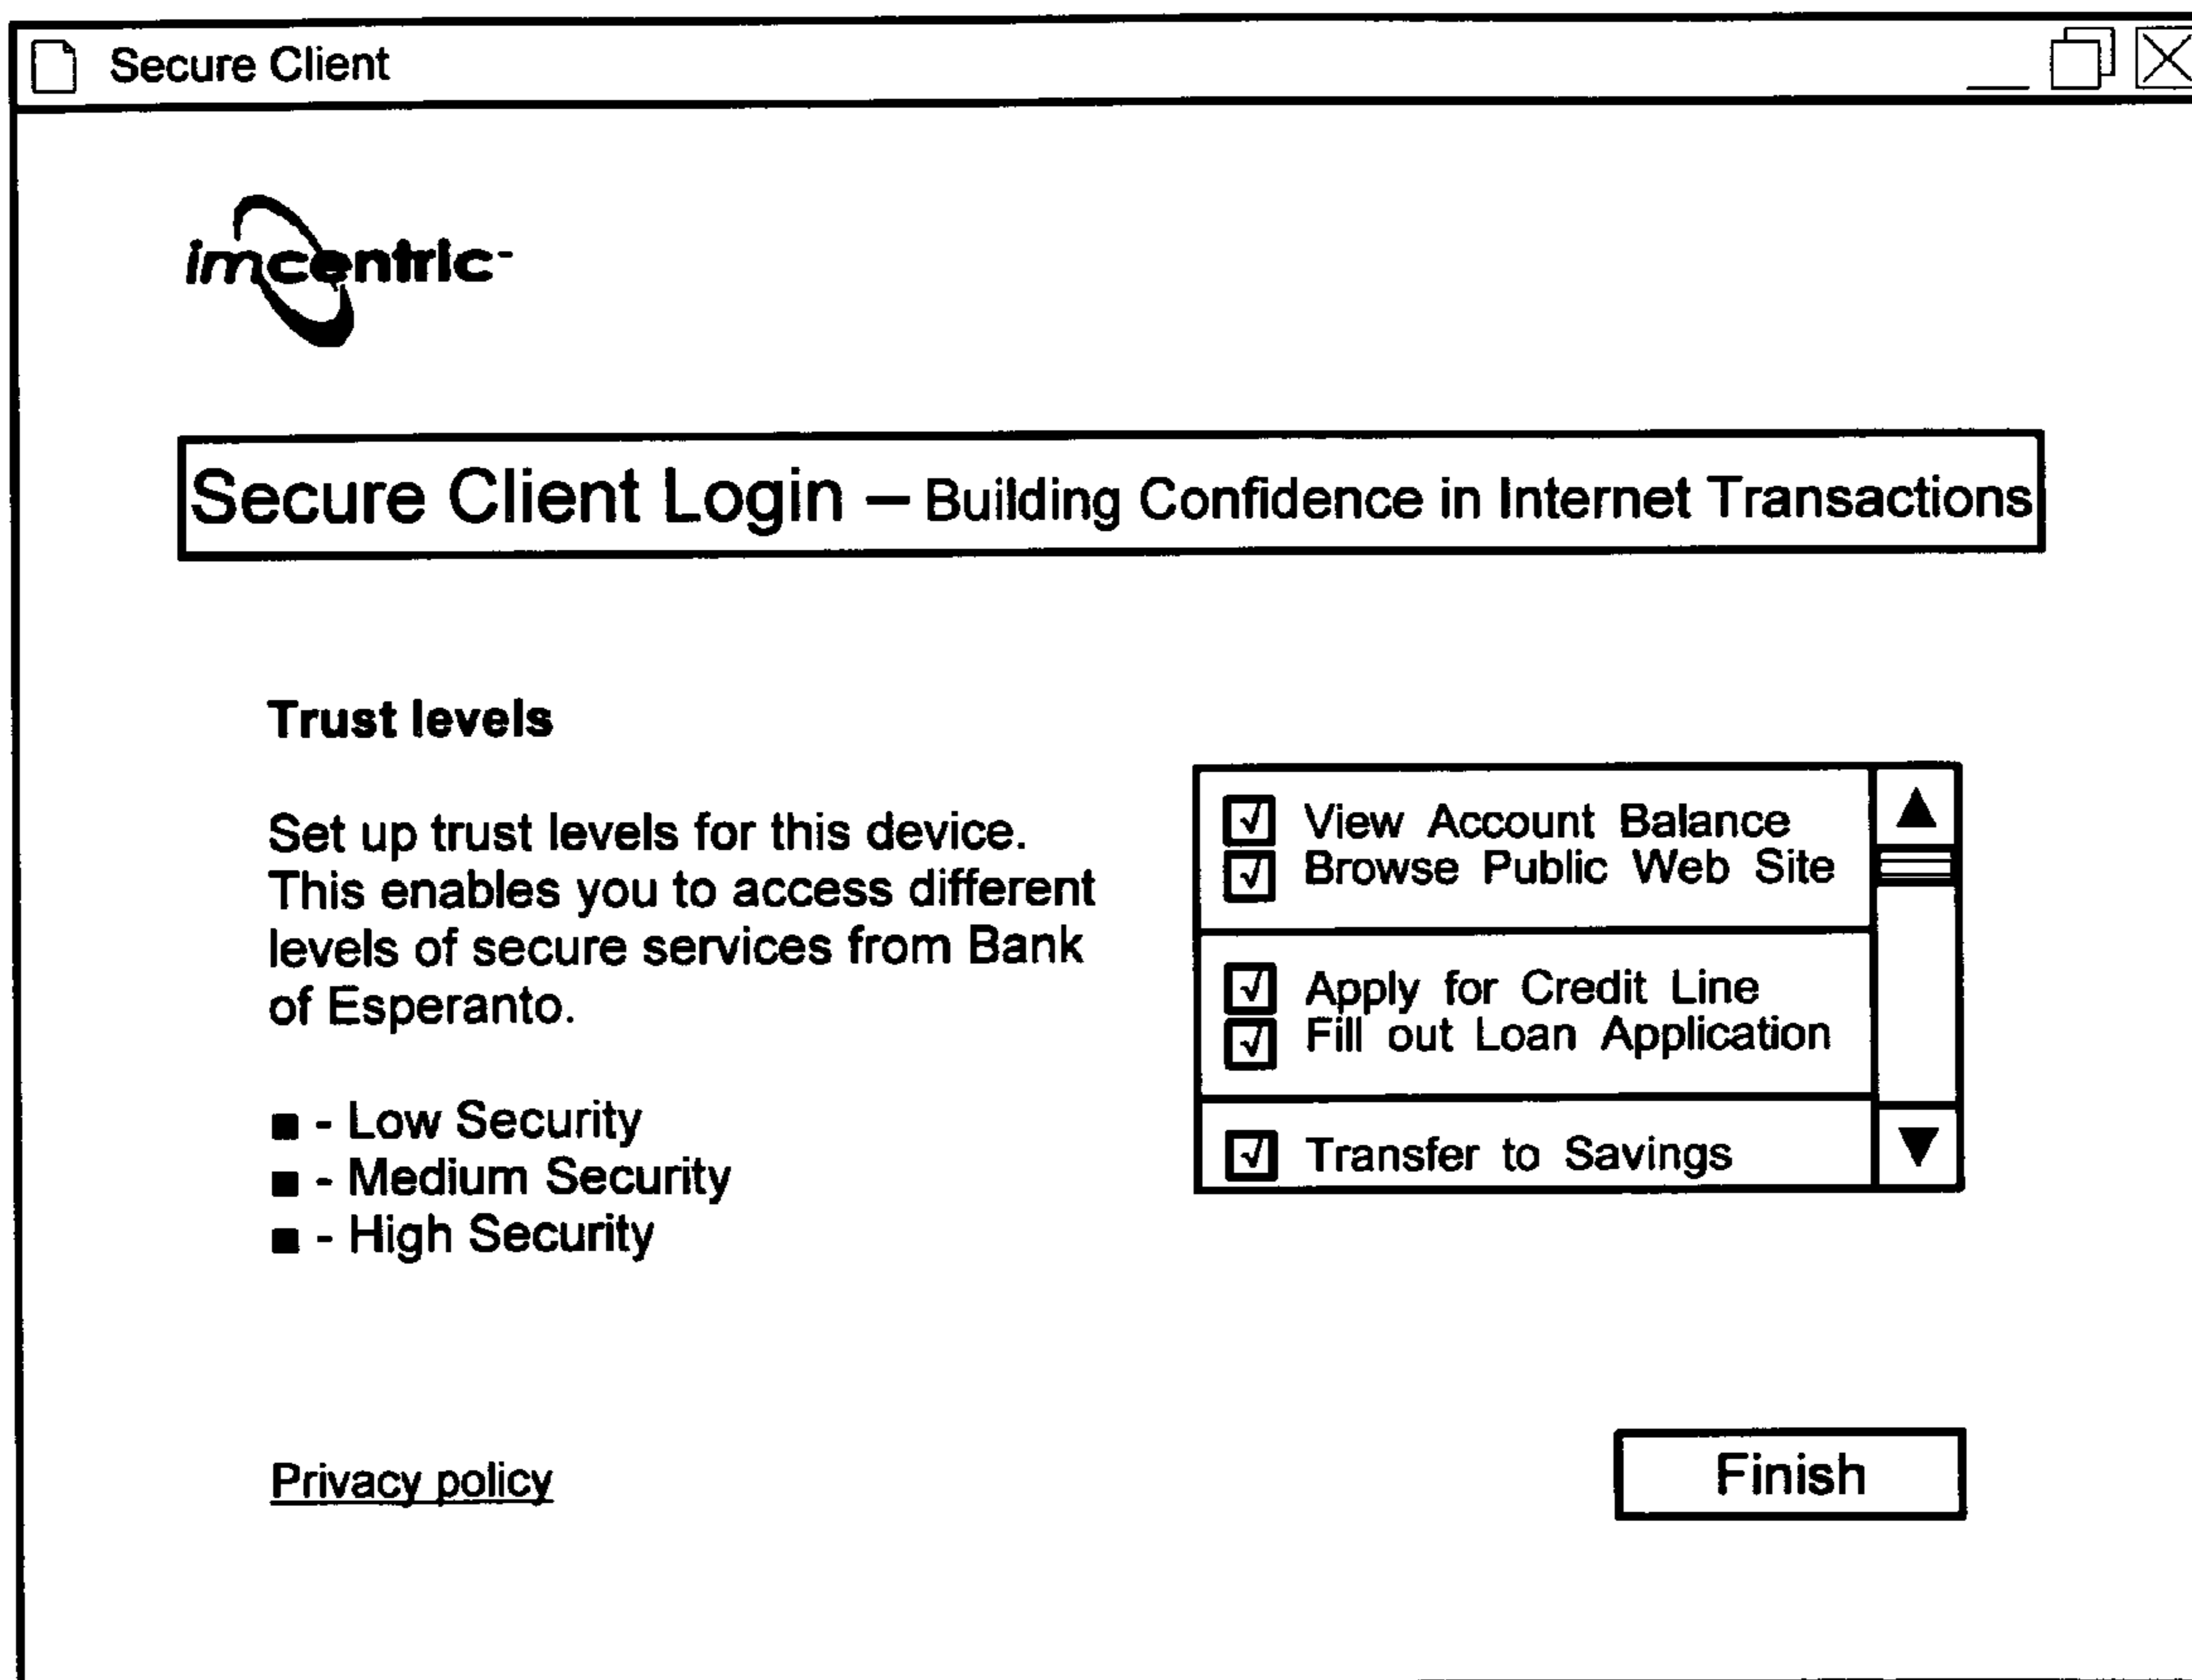 Secure Client
imcentric
Secure Client Login — Building Confidence in Internet Transactions
Trust levels
Set up trust levels for this device.
This enables you to access different
levels of secure services from Bank
of Esperanto.
■ - Low Security
■ - Medium Security
■ - High Security
View Account Balance
Browse Public Web Site
Apply for Credit Line
Fill out Loan Application
Transfer to Savings
Privacy policy
Finish